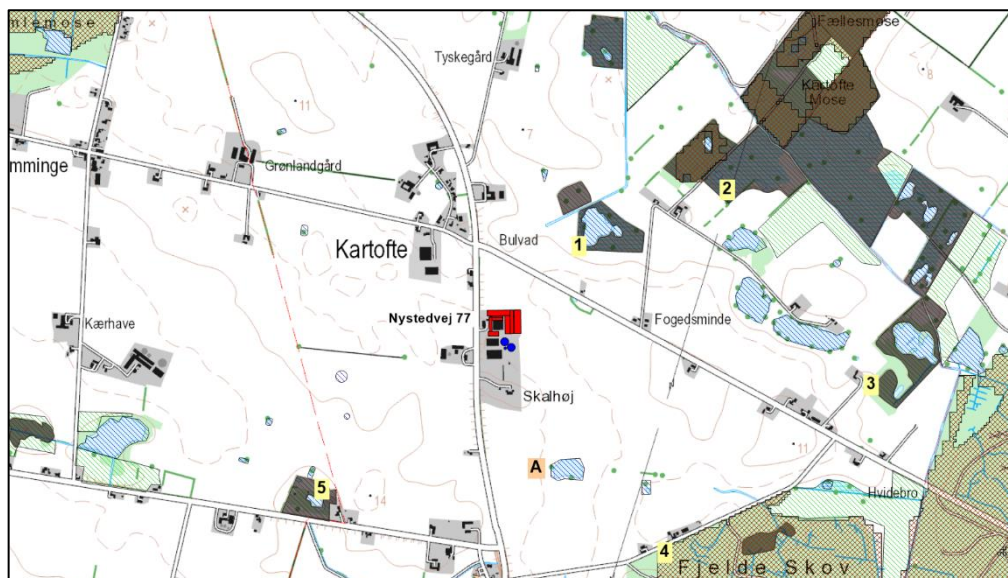 mlemose
Fællesmose
Tyskegård
Kartofte
Mose
11
8
7
Grønlandgård
mminge
2
Kartofte
Bulvad
1
Nystedvej 77
Fogedsminde
Kærhave
Skalhøj
3
11
A
5
14
Hvidebro
4
Fjelde Skov